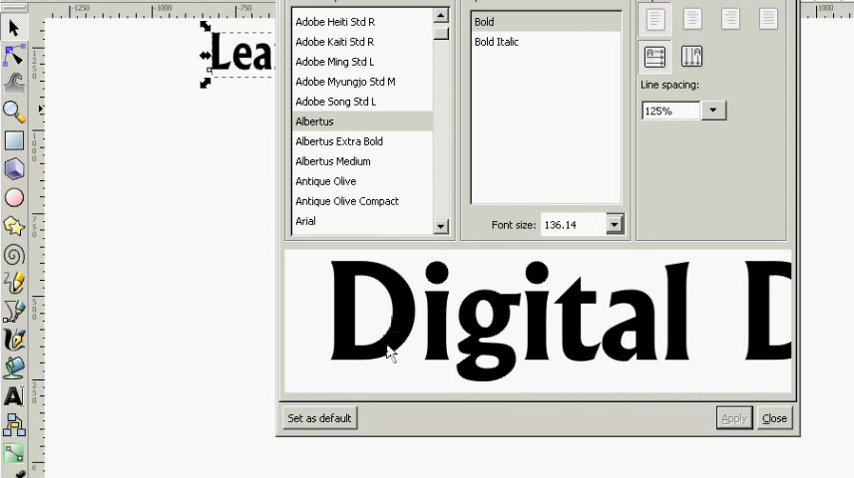 -1250 -1000 -750 1000
Lea
Adobe Heiti Std R
Adobe Kaiti Std R
Adobe Ming Std L
Adobe Myungjo Std M
Adobe Song Std L
Albertus
Albertus Extra Bold
Albertus Medium
Antique Olive
Antique Olive Compact
Arial
Bold
Bold Italic
Line spacing:
125%
Font size: 136.14
Digital D
Set as default
Apply
Close